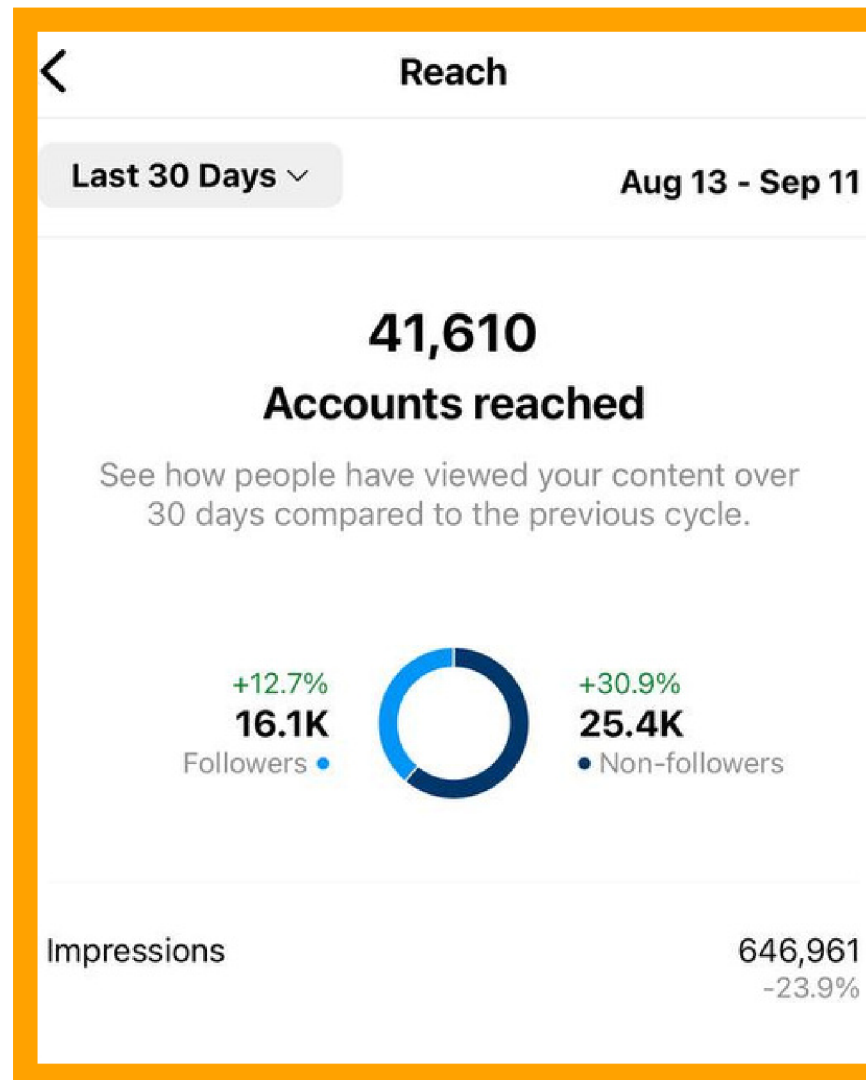 Reach
Last 30 Days
Aug 13 - Sep 11
41,610
Accounts reached
See how people have viewed your content over
30 days compared to the previous cycle.
+12.7%
16.1K
Followers
+30.9%
25.4K
Non-followers
Impressions
646,961
-23.9%